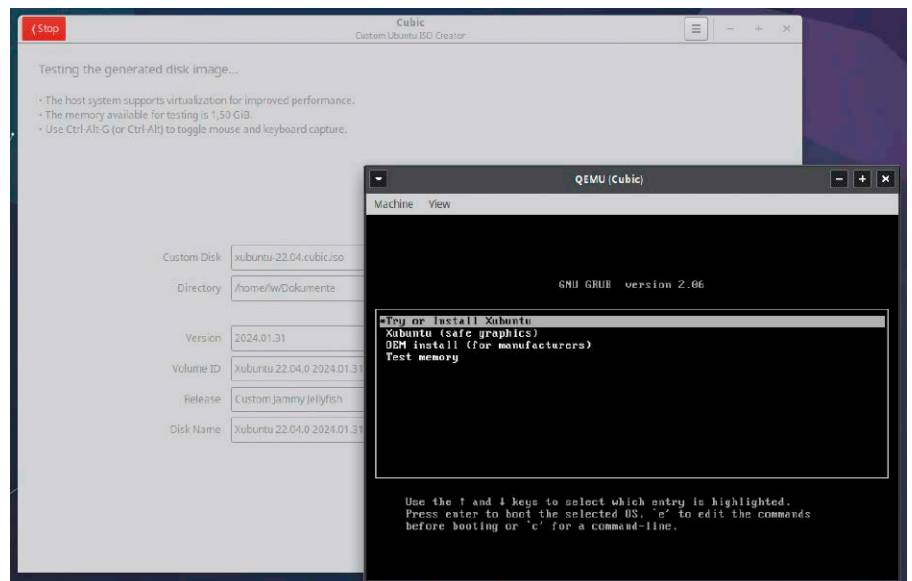 Stop
Cubic
Custom Ubuntu ISO Creator
Testing the generated disk image...
• The host system supports virtualization for improved performance.
• The memory available for testing is 1,50 GiB.
• Use Ctrl-Alt-G (or Ctrl-Alt) to toggle mouse and keyboard capture.
QEMU (Cubic)
Machine View
Custom Disk xubuntu-22.04.cubic.iso
Directory /home/lw/Dokumente
Version 2024.01.31
Volume ID Xubuntu 22.04.0 2024.01.31
Release Custom Jammy Jellyfish
Disk Name Xubuntu 22.04.0 2024.01.31
GNU GRUB version 2.06
*Try or Install Xubuntu
Xubuntu (safe graphics)
OEM install (for manufacturers)
Test memory
Use the ↑ and ↓ keys to select which entry is highlighted.
Press enter to boot the selected OS, `e' to edit the commands
before booting or `c' for a command-line.